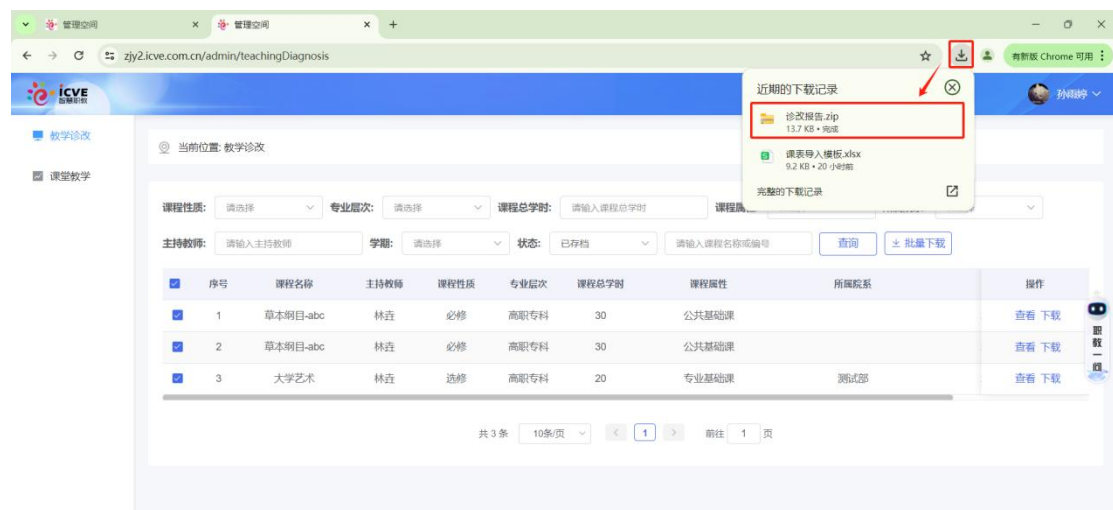 管理空间
管理空间
zjy2.icve.com.cn/admin/teachingDiagnosis
有新版 Chrome 可用
icve
智慧职教
近期的下载记录
诊改报告.zip
13.7 KB • 完成
课表导入模板.xlsx
9.2 KB • 20 小时前
完整的下载记录
孙翊婷
教学诊改
课堂教学
当前位置: 教学诊改
课程性质: 请选择 专业层次: 请选择 课程总学时: 请输入课程总学时
主持教师: 请输入主持教师 学期: 请选择 状态: 已存档 请输入课程名称或编号 查询 批量下载
序号 课程名称 主持教师 课程性质 专业层次 课程总学时 课程属性 所属院系 操作
1 草本纲目-abc 林垚 必修 高职专科 30 公共基础课 查看 下载
2 草本纲目-abc 林垚 必修 高职专科 30 公共基础课 查看 下载
3 大学艺术 林垚 选修 高职专科 20 专业基础课 测试部 查看 下载
职教一问
共 3 条 10条/页 1 前往 1 页